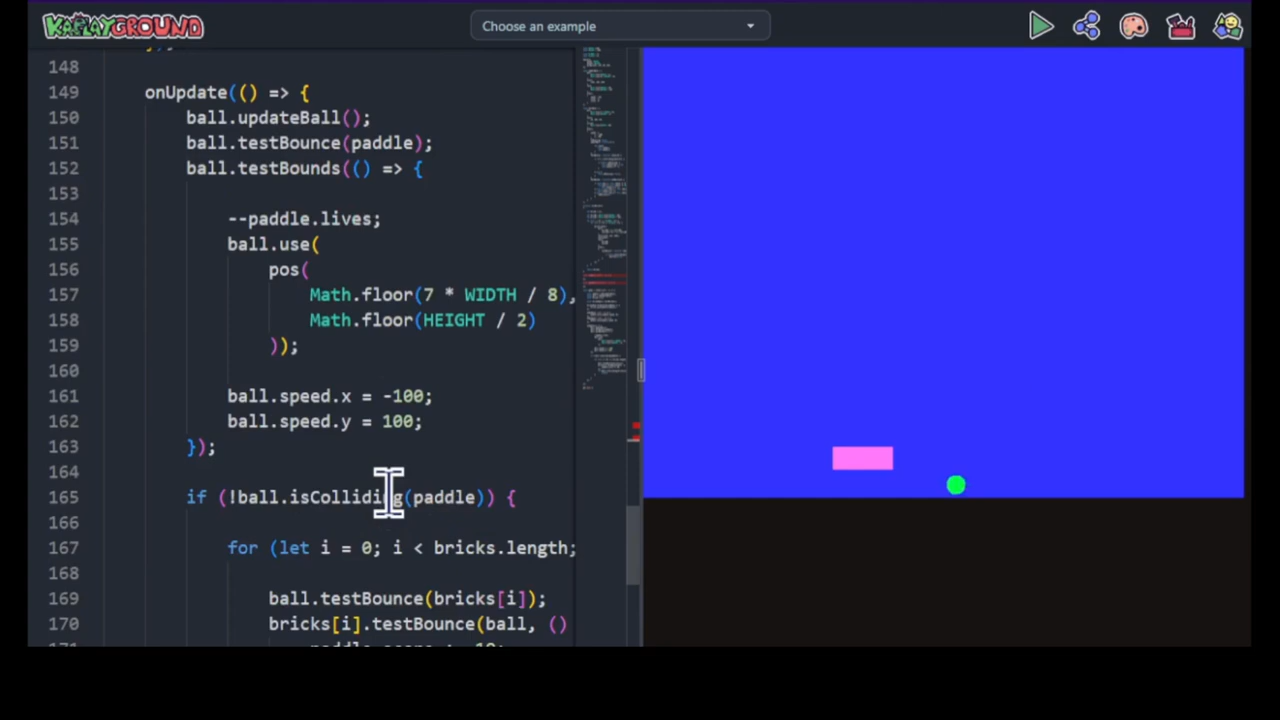 KAPLAYGROUND
Choose an example
});
148
149 onUpdate(() => {
150 ball.updateBall();
151 ball.testBounce(paddle);
152 ball.testBounds(() => {
153
154 --paddle.lives;
155 ball.use(
156 pos(
157 Math.floor(7 * WIDTH / 8),
158 Math.floor(HEIGHT / 2)
159 ));
160
161 ball.speed.x = -100;
162 ball.speed.y = 100;
163 });
164
165 if (!ball.isColliding(paddle)) {
166
167 for (let i = 0; i < bricks.length;
168
169 ball.testBounce(bricks[i]);
170 bricks[i].testBounce(ball, ()